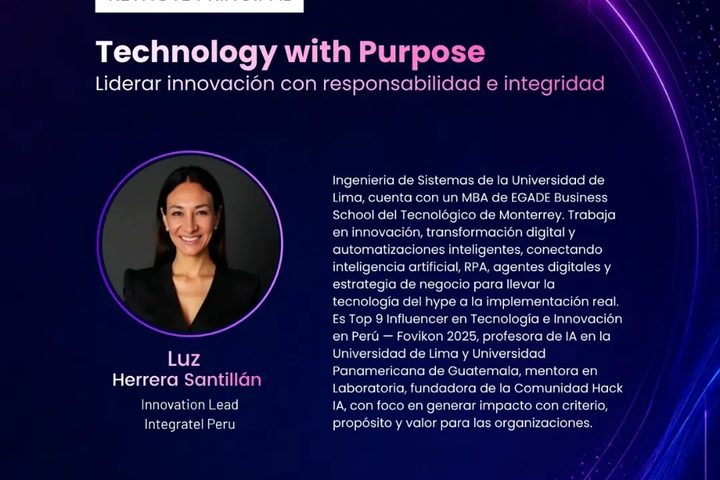 Technology with Purpose
Liderar innovación con responsabilidad e integridad
Ingenieria de Sistemas de la Universidad de
Lima, cuenta con un MBA de EGADE Business
School del Tecnológico de Monterrey. Trabaja
en innovación, transformación digital y
automatizaciones inteligentes, conectando
inteligencia artificial, RPA, agentes digitales y
estrategia de negocio para llevar la
tecnología del hype a la implementación real.
Es Top 9 Influencer en Tecnología e Innovación
en Perú — Fovikon 2025, profesora de IA en la
Universidad de Lima y Universidad
Panamericana de Guatemala, mentora en
Laboratoria, fundadora de la Comunidad Hack
IA, con foco en generar impacto con criterio,
propósito y valor para las organizaciones.
Luz
Herrera Santillán
Innovation Lead
Integratel Peru